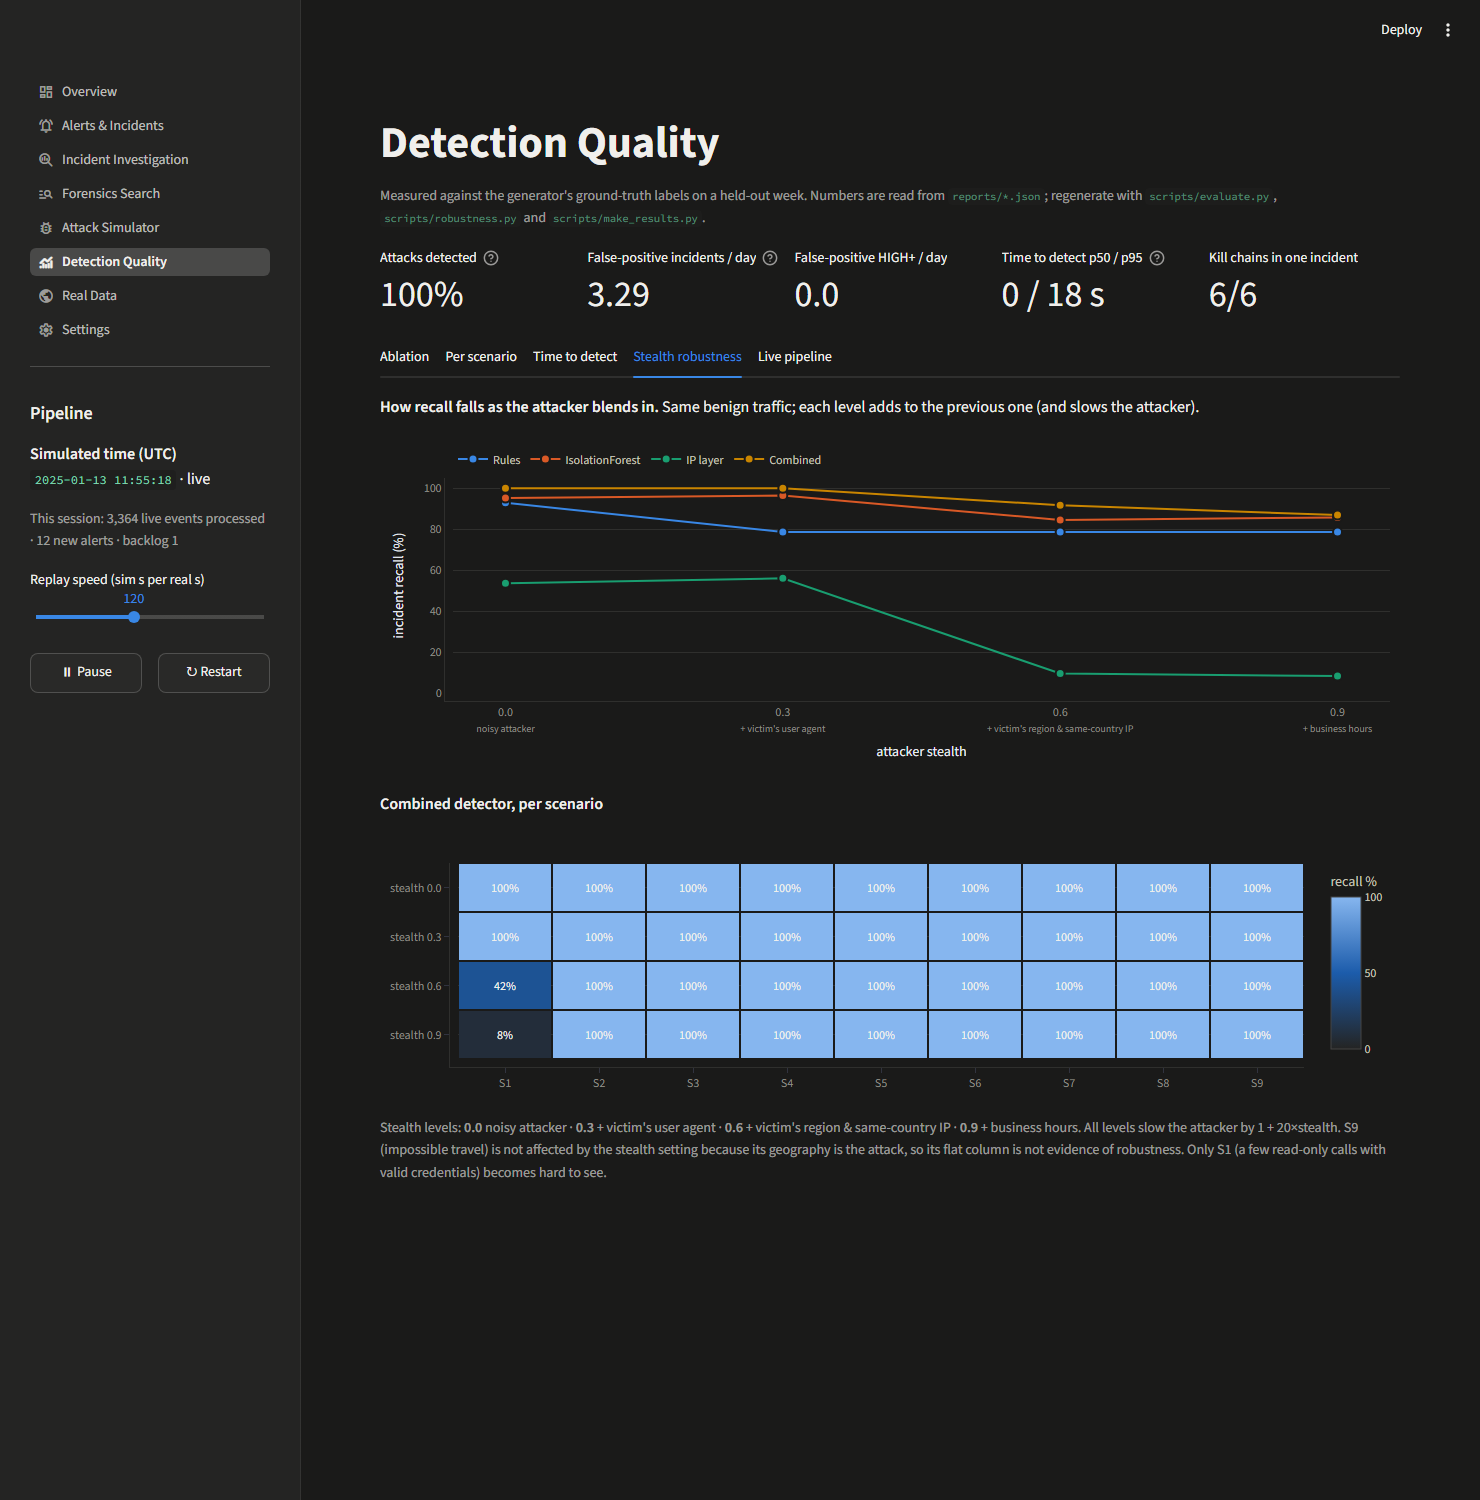 Deploy
Overview
Alerts & Incidents
Incident Investigation
Forensics Search
Attack Simulator
Detection Quality
Real Data
Settings
Pipeline
Simulated time (UTC)
2025-01-13 11:55:18 · live
This session: 3,364 live events processed
· 12 new alerts · backlog 1
Replay speed (sim s per real s)
120
Pause
↻ Restart
Detection Quality
Measured against the generator's ground-truth labels on a held-out week. Numbers are read from reports/*.json ; regenerate with scripts/evaluate.py ,
scripts/robustness.py and scripts/make_results.py .
Attacks detected
100%
False-positive incidents / day
3.29
False-positive HIGH+ / day
0.0
Time to detect p50 / p95
0 / 18 s
Kill chains in one incident
6/6
Ablation Per scenario Time to detect Stealth robustness Live pipeline
How recall falls as the attacker blends in. Same benign traffic; each level adds to the previous one (and slows the attacker).
Rules IsolationForest IP layer Combined
incident recall (%)
100
80
60
40
20
0
0.0 0.3 0.6 0.9
noisy attacker + victim's user agent + victim's region & same-country IP + business hours
attacker stealth
Combined detector, per scenario
stealth 0.0 100% 100% 100% 100% 100% 100% 100% 100% 100%
stealth 0.3 100% 100% 100% 100% 100% 100% 100% 100% 100%
stealth 0.6 42% 100% 100% 100% 100% 100% 100% 100% 100%
stealth 0.9 8% 100% 100% 100% 100% 100% 100% 100% 100%
S1 S2 S3 S4 S5 S6 S7 S8 S9
recall %
100
50
0
Stealth levels: 0.0 noisy attacker · 0.3 + victim's user agent · 0.6 + victim's region & same-country IP · 0.9 + business hours. All levels slow the attacker by 1 + 20×stealth. S9
(impossible travel) is not affected by the stealth setting because its geography is the attack, so its flat column is not evidence of robustness. Only S1 (a few read-only calls with
valid credentials) becomes hard to see.